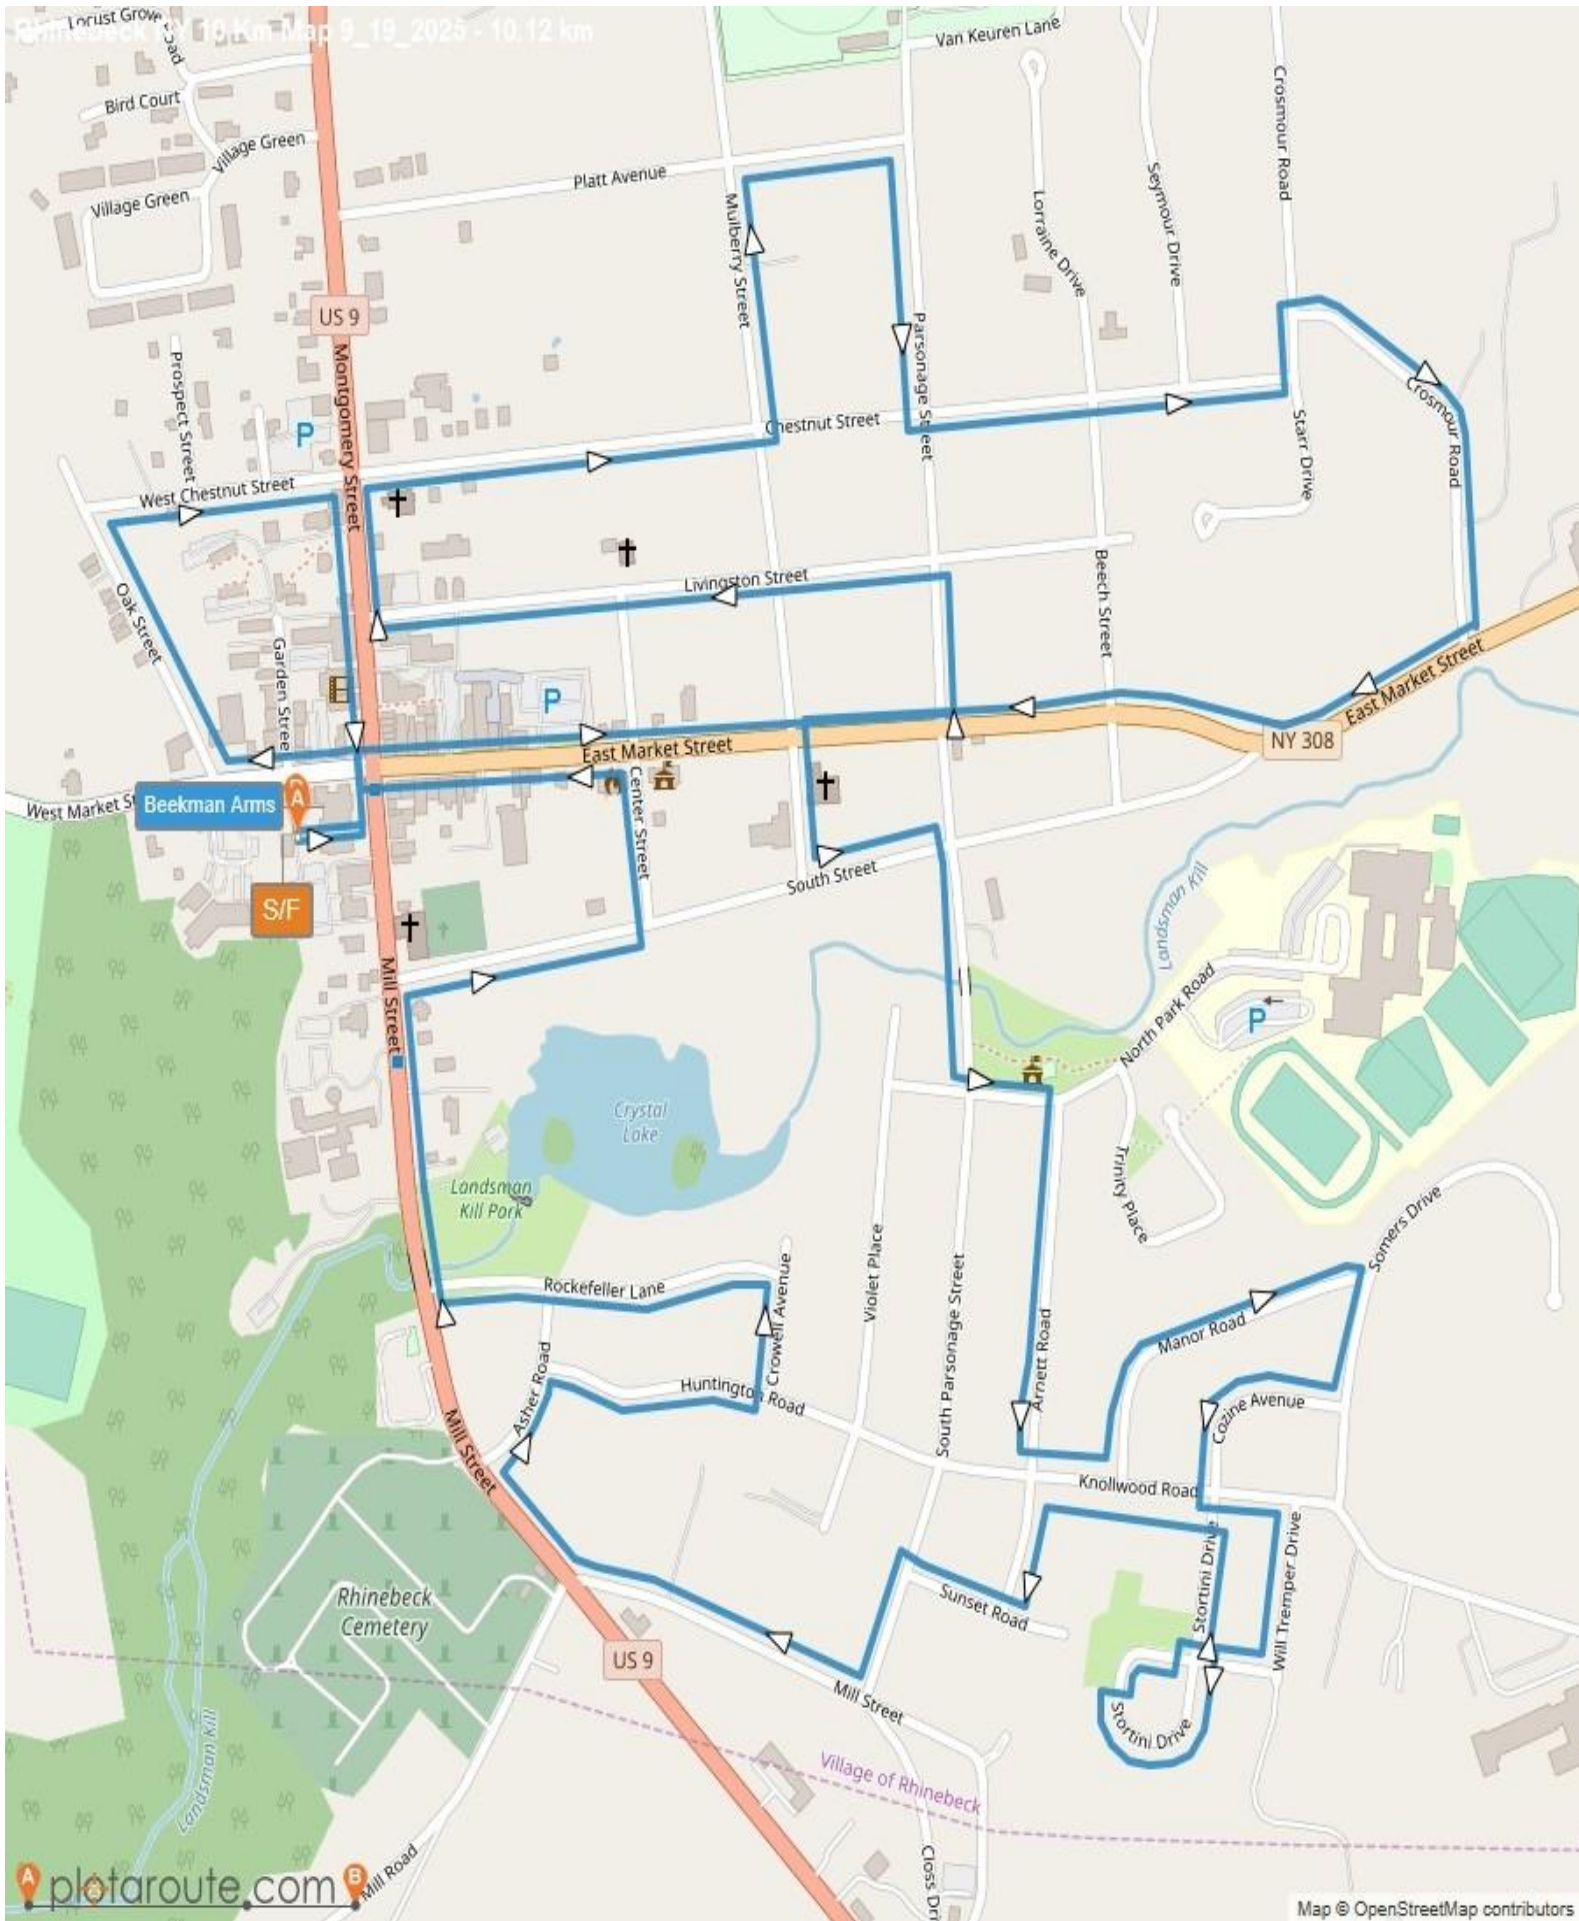 Locust Grove Road
Rhinebeck NY 10 Km Map 9_19_2025 - 10.12 km
Van Keuren Lane
Bird Court
Village Green
Village Green
Platt Avenue
Mulberry Street
Lorraine Drive
Seymour Drive
Crosmour Road
US 9
Prospect Street
Montgomery Street
Parsonage Street
P
Chestnut Street
Crosmour Road
Starr Drive
West Chestnut Street
Oak Street
Livingston Street
Beech Street
Garden Stree
P
East Market Street
East Market Street
NY 308
West Market St
Beekman Arms
A
Center Street
South Street
S/F
Mill Street
Landsman Kill
North Park Road
P
Crystal
Lake
Landsman
Kill Park
Trinity Place
Somers Drive
Violet Place
Rockefeller Lane
Crowell Avenue
South Parsonage Street
Arnett Road
Manor Road
Asher Road
Huntington Road
Cozine Avenue
Mill Street
Knollwood Road
Rhinebeck
Cemetery
Sunset Road
Stortini Drive
Will Tremper Drive
US 9
Mill Street
Stortini Drive
Landsman Kill
Village of Rhinebeck
Closs Dri
Mill Road
A plotaroute.com B
Map © OpenStreetMap contributors